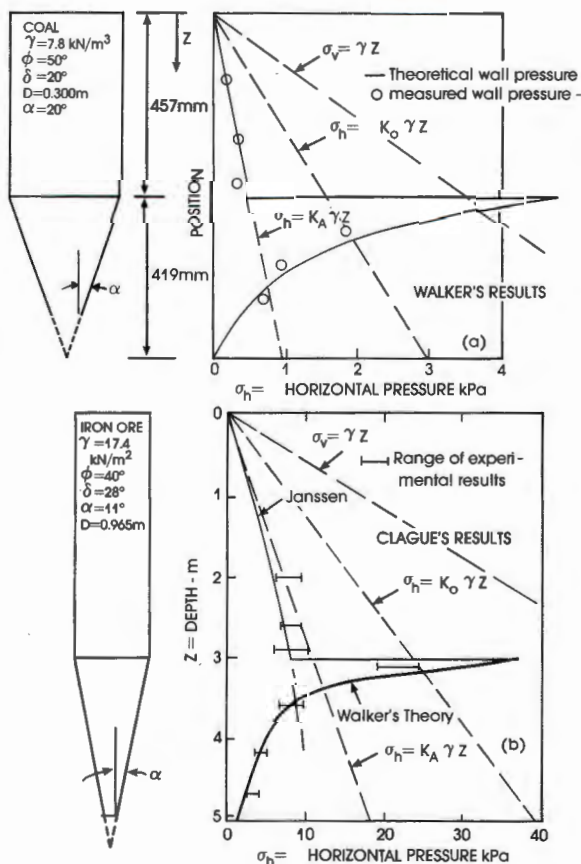 COAL
γ=7.8 kN/m³
ϕ=50°
δ=20°
D=0.300m
α=20°
Z
457mm
419mm
α
POSITION
σv= γ Z
Theoretical wall pressure
measured wall pressure -
σh= Ko γ Z
σh= KA γ Z
WALKER'S RESULTS
(a)
0 1 2 3 4
σh= HORIZONTAL PRESSURE kPa
IRON ORE
γ =17.4
kN/m²
ϕ=40°
δ=28°
α=11°
D=0.965m
α
Z = DEPTH - m
0
1
2
3
4
5
σv= γ Z
Range of experi-
mental results
Janssen
CLAGUE'S RESULTS
σh= Ko γ Z
Walker's Theory
σh= KA γ Z
(b)
0 10 20 30 40
σh= HORIZONTAL PRESSURE kPa